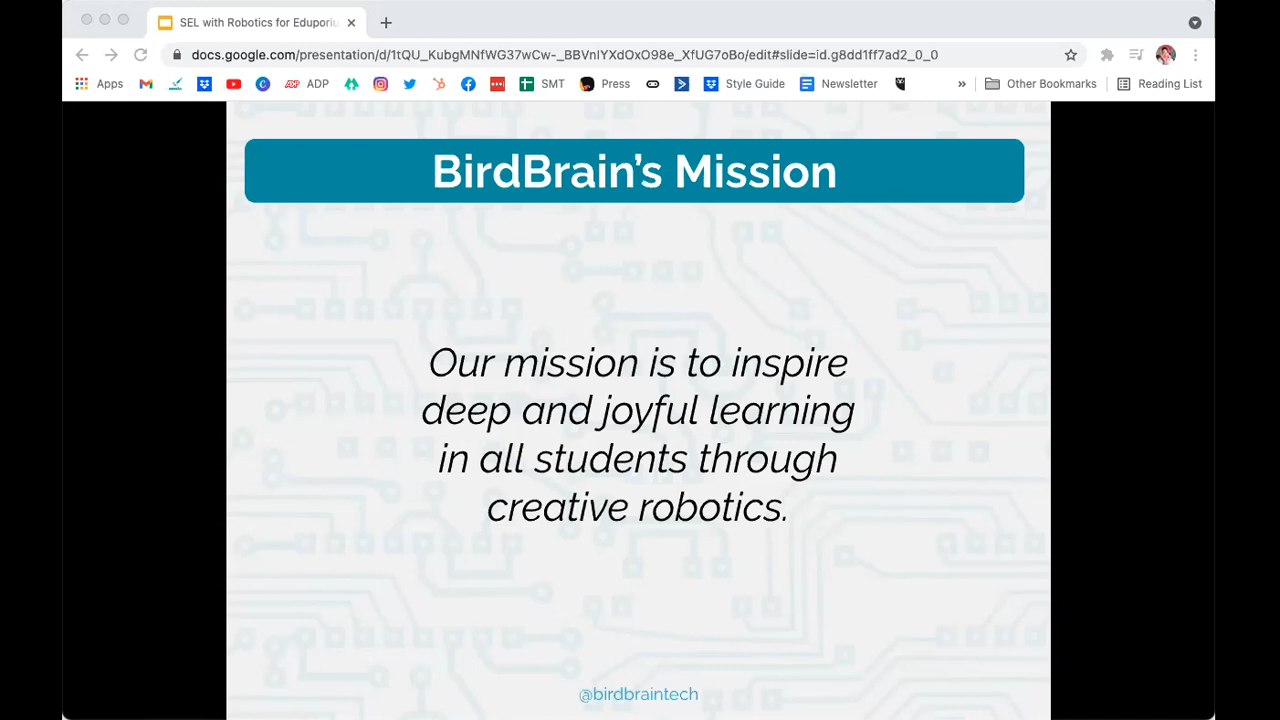 SEL with Robotics for Eduporiu
docs.google.com/presentation/d/1tQU_KubgMNfWG37wCw-_BBVnIYXdOxO98e_XfUG7oBo/edit#slide=id.g8dd1ff7ad2_0_0
Apps ADP SMT Press Style Guide Newsletter » Other Bookmarks Reading List
BirdBrain’s Mission
Our mission is to inspire
deep and joyful learning
in all students through
creative robotics.
@birdbraintech